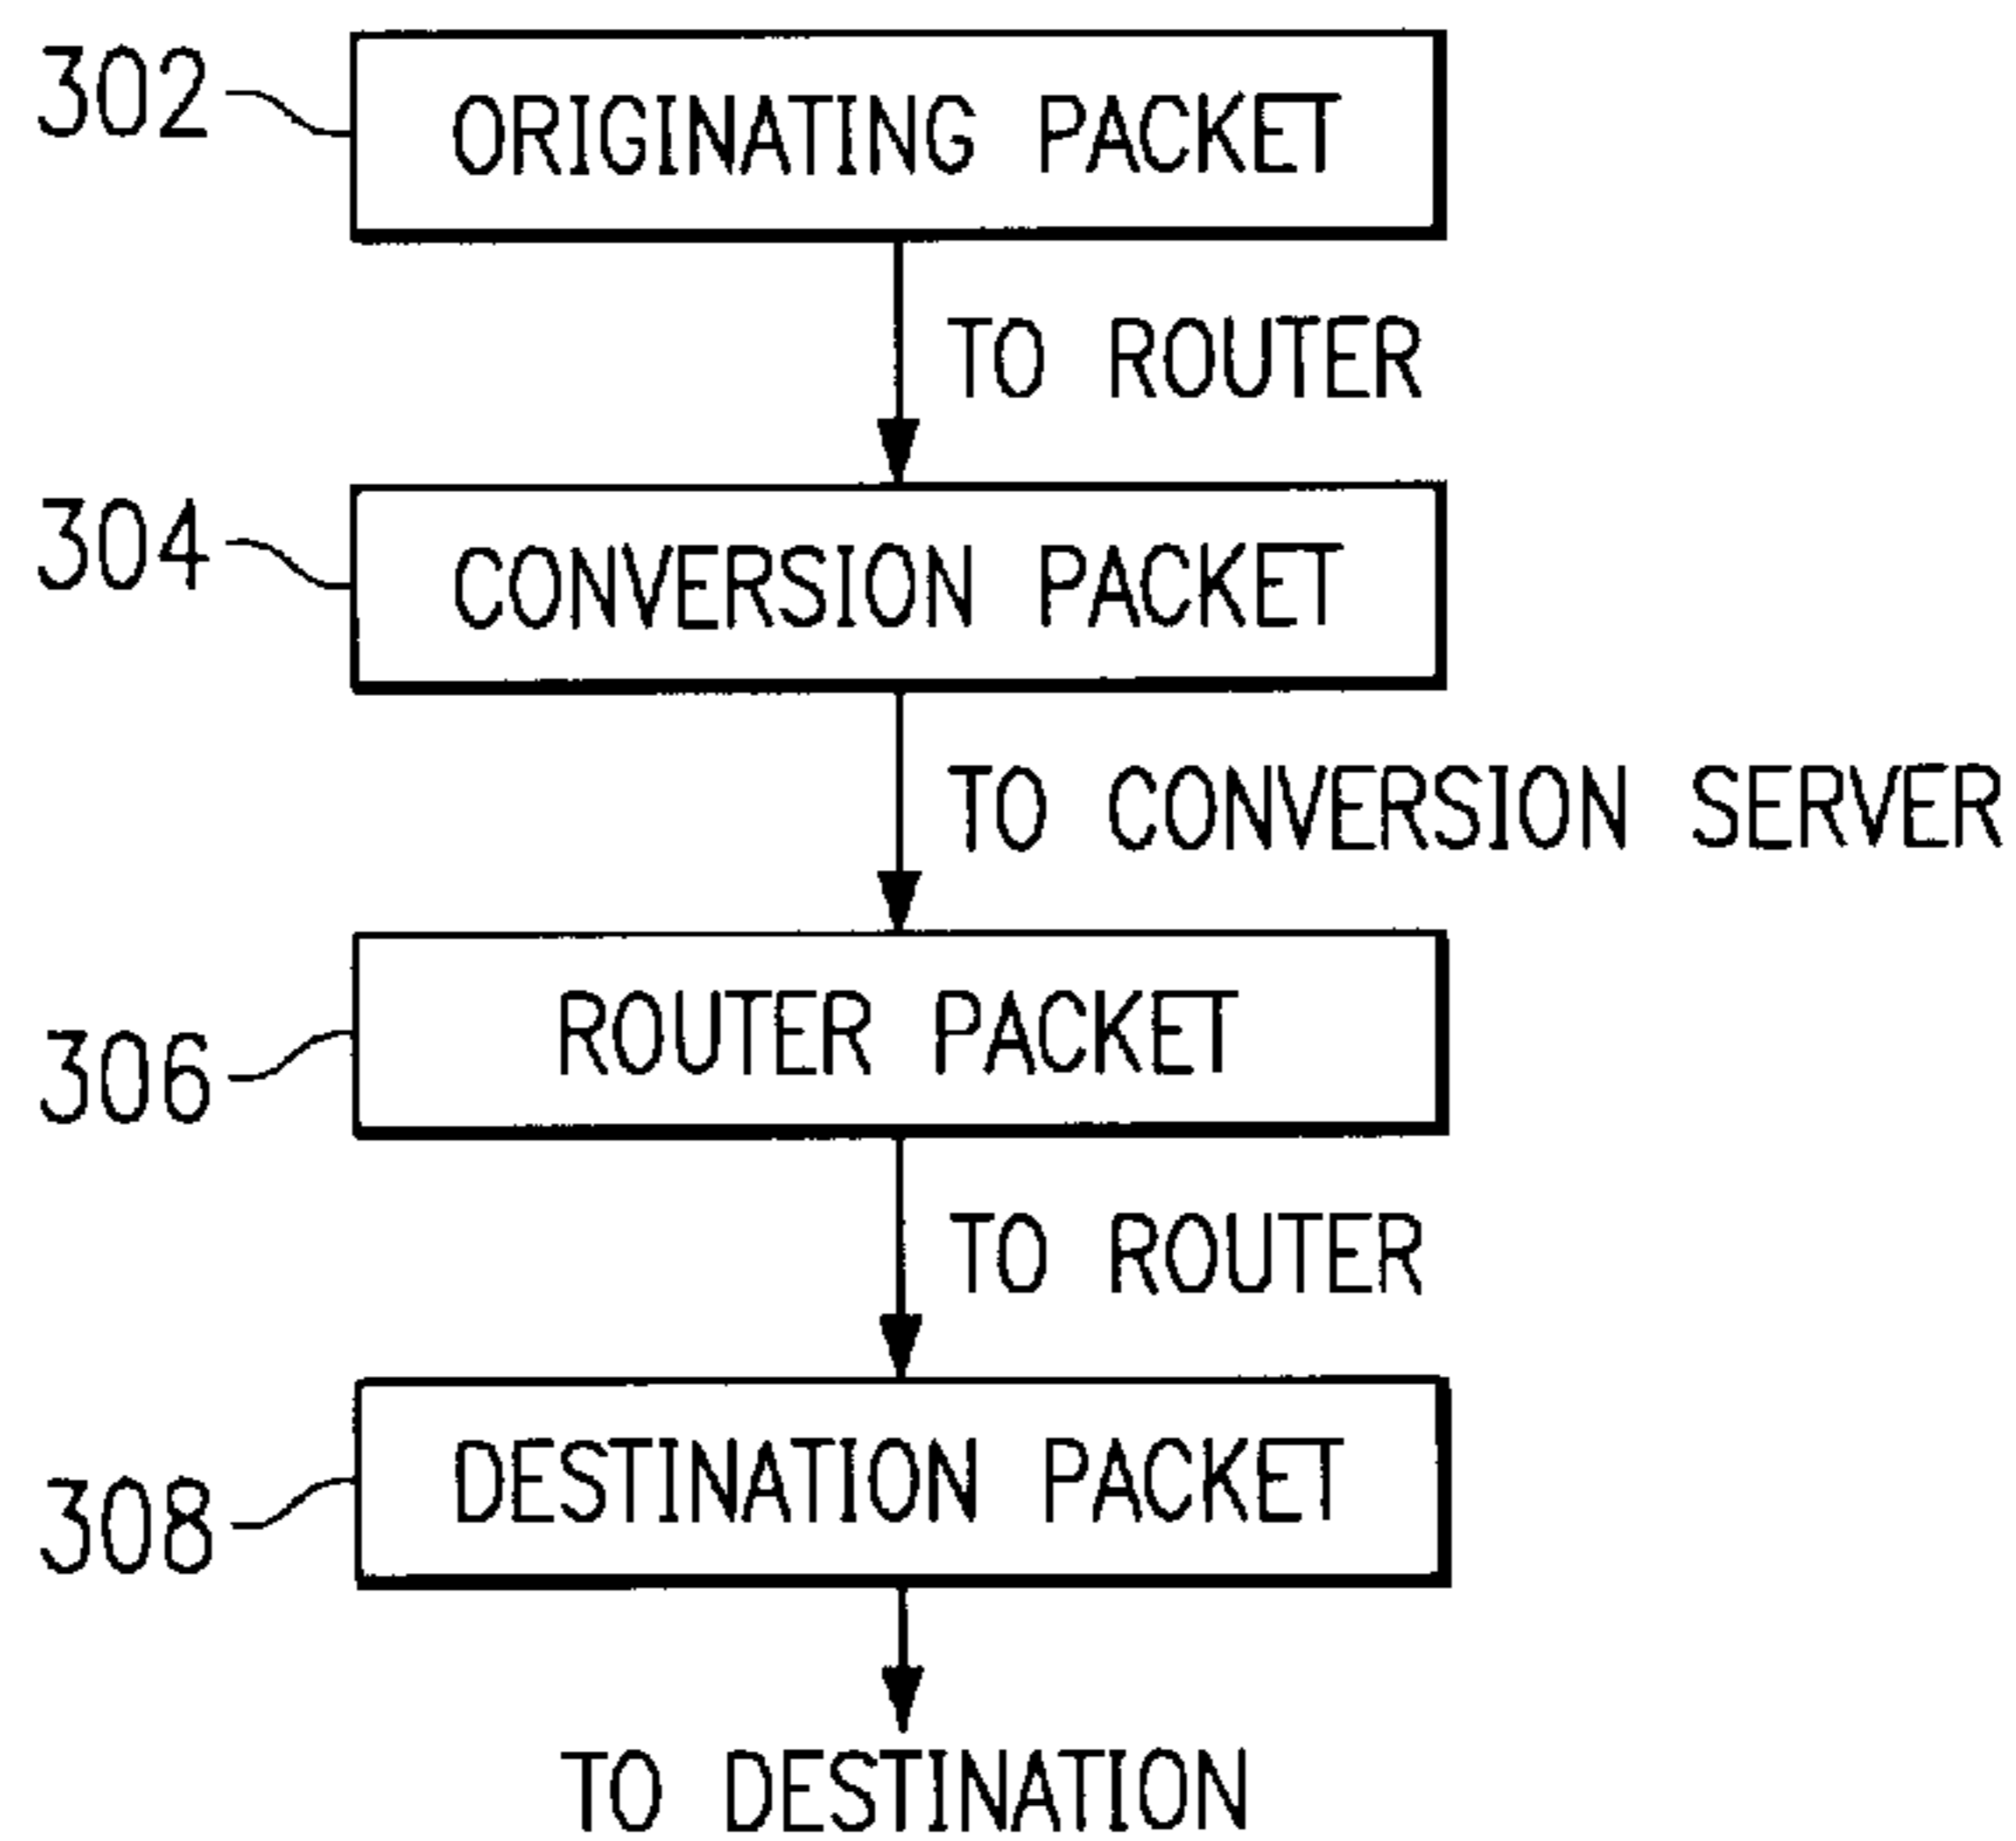 302 ORIGINATING PACKET
TO ROUTER
304 CONVERSION PACKET
TO CONVERSION SERVER
306 ROUTER PACKET
TO ROUTER
308 DESTINATION PACKET
TO DESTINATION